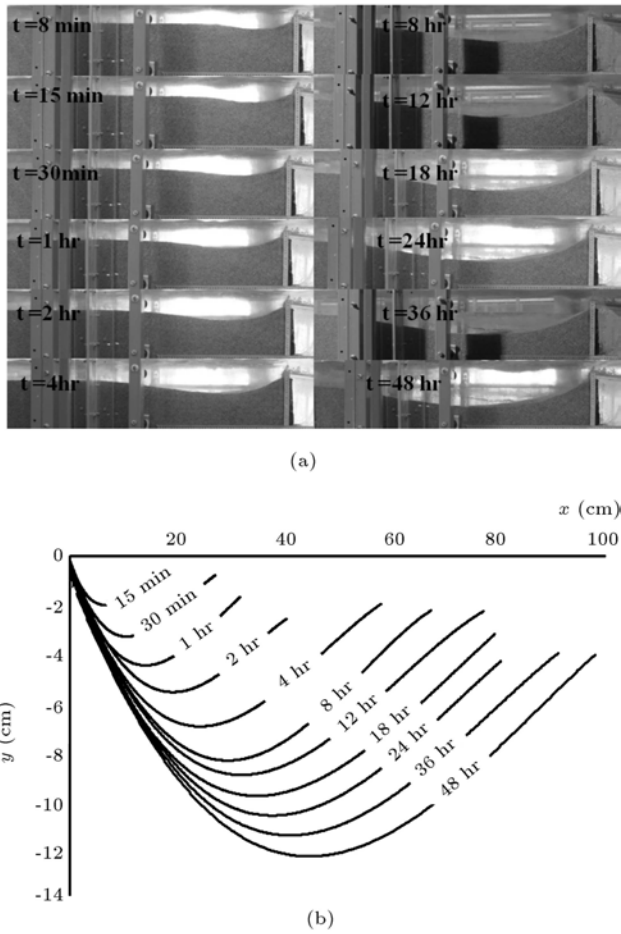 t =8 min
t =8 hr
t =15 min
t =12 hr
t =30min
t =18 hr
t =1 hr
t =24hr
t =2 hr
t =36 hr
t =4hr
t =48 hr
(a)
x (cm)
20 40 60 80 100
0
-2
-4
-6
-8
-10
-12
-14
y (cm)
15 min
30 min
1 hr
2 hr
4 hr
8 hr
12 hr
18 hr
24 hr
36 hr
48 hr
(b)